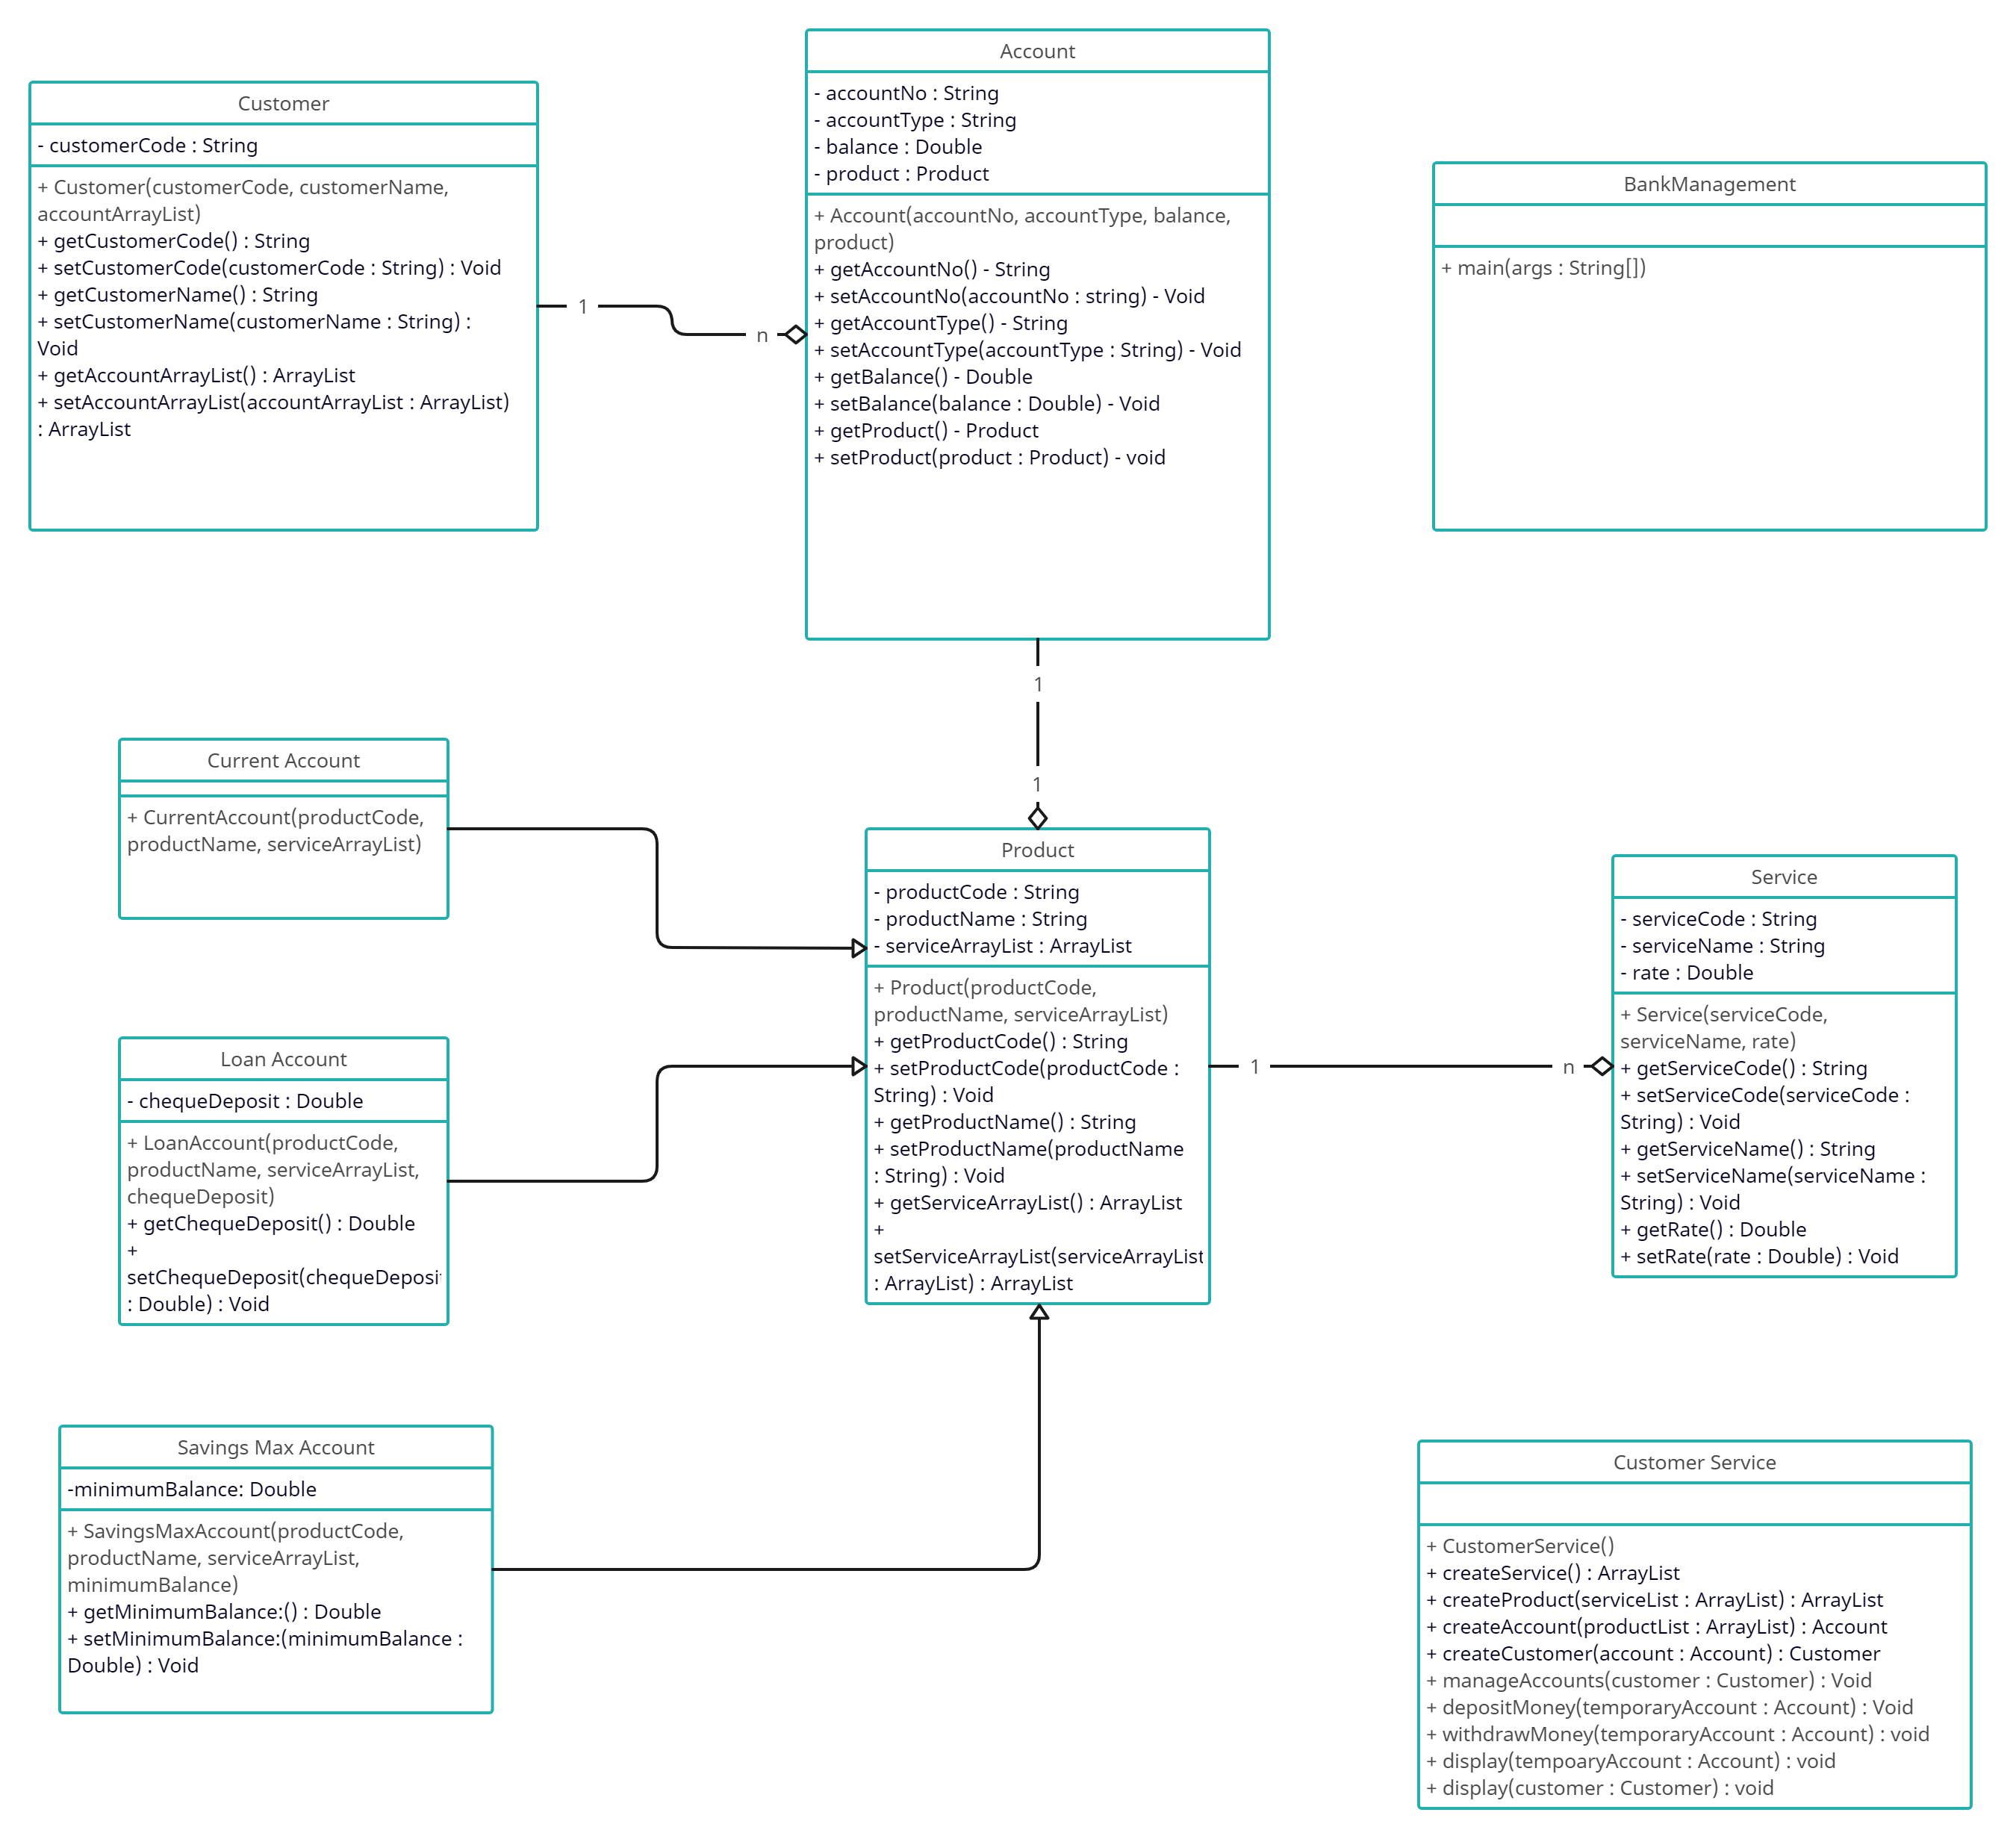 Customer
- customerCode : String
+ Customer(customerCode, customerName,
accountArrayList)
+ getCustomerCode() : String
+ setCustomerCode(customerCode : String) : Void
+ getCustomerName() : String
+ setCustomerName(customerName : String) :
Void
+ getAccountArrayList() : ArrayList
+ setAccountArrayList(accountArrayList : ArrayList)
: ArrayList
1
n
Account
- accountNo : String
- accountType : String
- balance : Double
- product : Product
+ Account(accountNo, accountType, balance,
product)
+ getAccountNo() - String
+ setAccountNo(accountNo : string) - Void
+ getAccountType() - String
+ setAccountType(accountType : String) - Void
+ getBalance() - Double
+ setBalance(balance : Double) - Void
+ getProduct() - Product
+ setProduct(product : Product) - void
BankManagement
+ main(args : String[])
1
1
Current Account
+ CurrentAccount(productCode,
productName, serviceArrayList)
Loan Account
- chequeDeposit : Double
+ LoanAccount(productCode,
productName, serviceArrayList,
chequeDeposit)
+ getChequeDeposit() : Double
+
setChequeDeposit(chequeDeposi
: Double) : Void
Product
- productCode : String
- productName : String
- serviceArrayList : ArrayList
+ Product(productCode,
productName, serviceArrayList)
+ getProductCode() : String
+ setProductCode(productCode :
String) : Void
+ getProductName() : String
+ setProductName(productName
: String) : Void
+ getServiceArrayList() : ArrayList
+
setServiceArrayList(serviceArrayList
: ArrayList) : ArrayList
1
n
Service
- serviceCode : String
- serviceName : String
- rate : Double
+ Service(serviceCode,
serviceName, rate)
+ getServiceCode() : String
+ setServiceCode(serviceCode :
String) : Void
+ getServiceName() : String
+ setServiceName(serviceName :
String) : Void
+ getRate() : Double
+ setRate(rate : Double) : Void
Savings Max Account
-minimumBalance: Double
+ SavingsMaxAccount(productCode,
productName, serviceArrayList,
minimumBalance)
+ getMinimumBalance:() : Double
+ setMinimumBalance:(minimumBalance :
Double) : Void
Customer Service
+ CustomerService()
+ createService() : ArrayList
+ createProduct(serviceList : ArrayList) : ArrayList
+ createAccount(productList : ArrayList) : Account
+ createCustomer(account : Account) : Customer
+ manageAccounts(customer : Customer) : Void
+ depositMoney(temporaryAccount : Account) : Void
+ withdrawMoney(temporaryAccount : Account) : void
+ display(tempoaryAccount : Account) : void
+ display(customer : Customer) : void